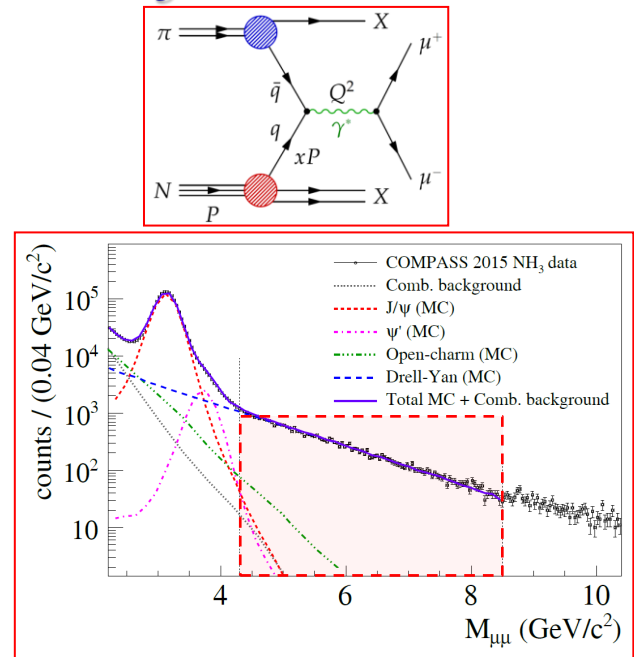 π
X
μ⁺
q̄
Q²
q
γ*
xP
N
P
X
μ⁻
counts / (0.04 GeV/c²)
10⁵
10⁴
10³
10²
10
COMPASS 2015 NH₃ data
Comb. background
J/ψ (MC)
ψ' (MC)
Open-charm (MC)
Drell-Yan (MC)
Total MC + Comb. background
4
6
8
10
M_μμ (GeV/c²)